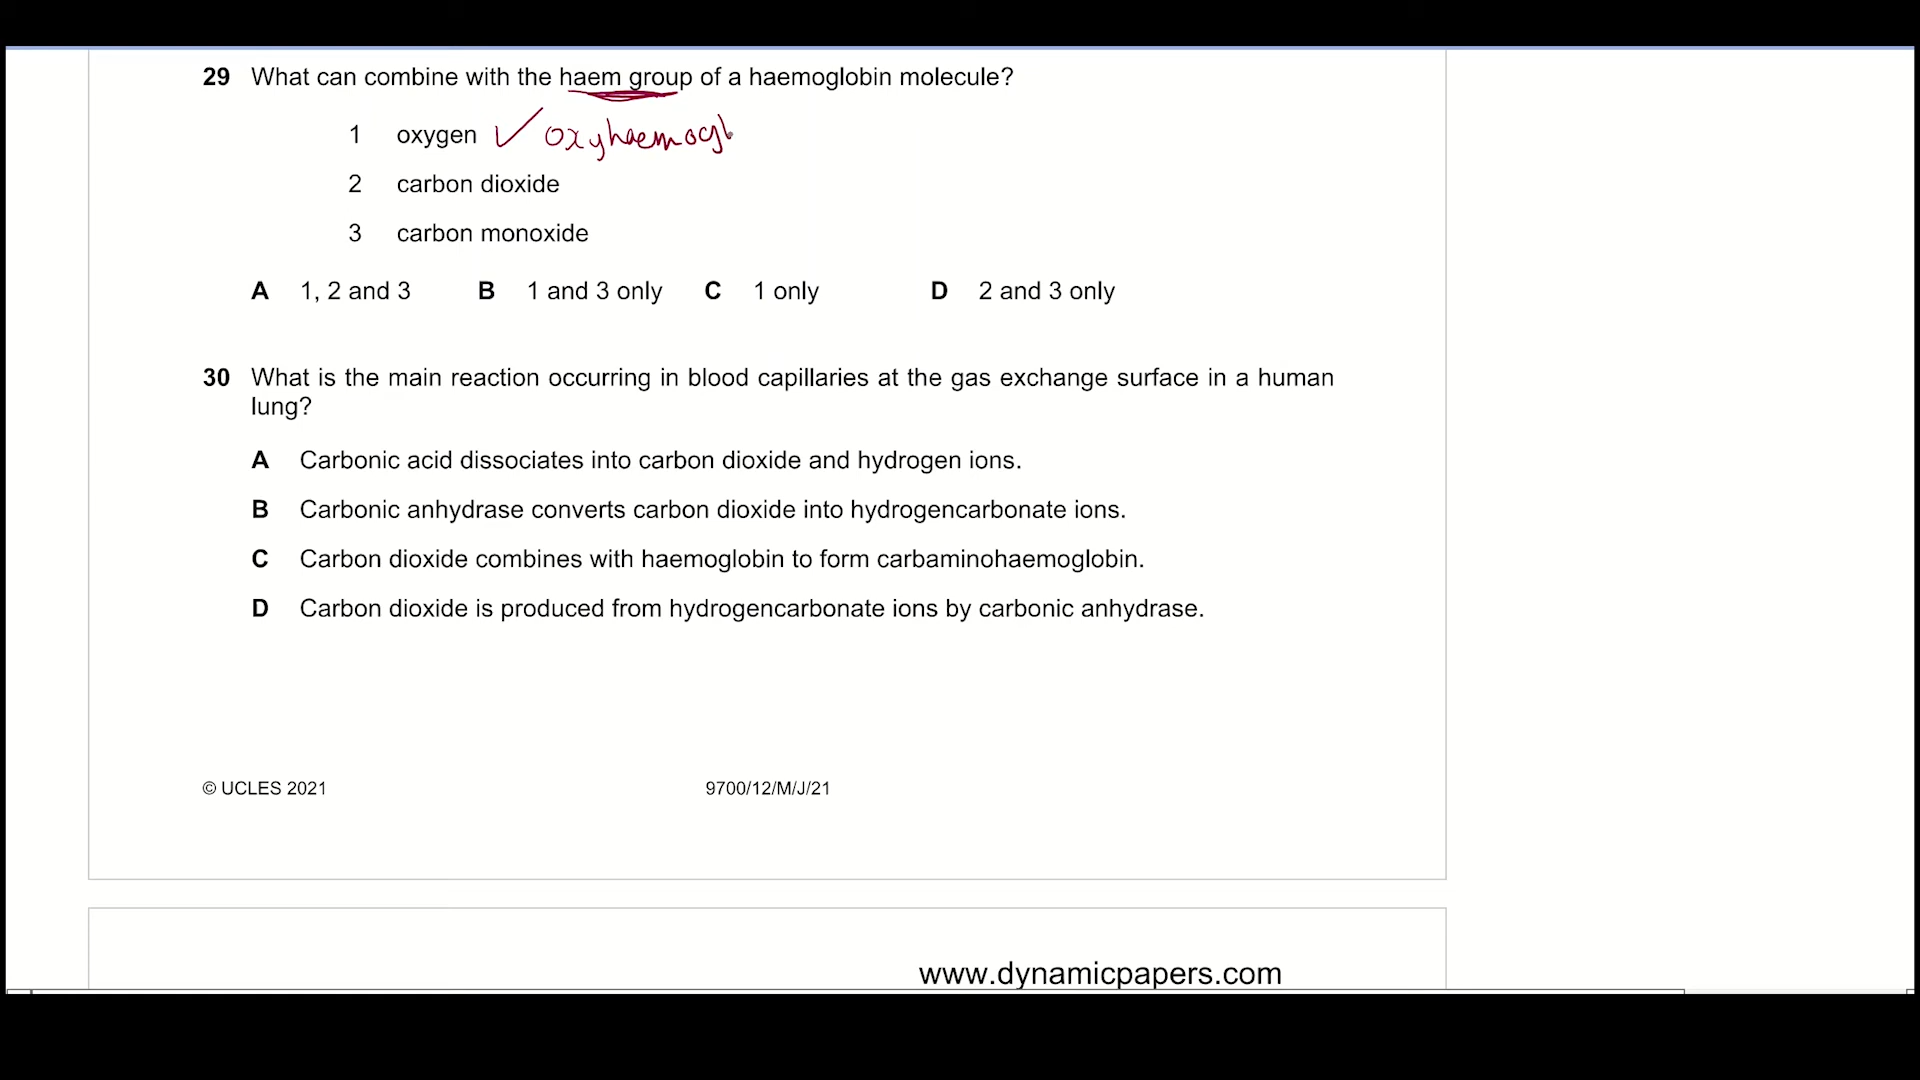 29 What can combine with the haem group of a haemoglobin molecule?
1 oxygen ✓ oxyhaemogl
2 carbon dioxide
3 carbon monoxide
A 1, 2 and 3 B 1 and 3 only C 1 only D 2 and 3 only
30 What is the main reaction occurring in blood capillaries at the gas exchange surface in a human
lung?
A Carbonic acid dissociates into carbon dioxide and hydrogen ions.
B Carbonic anhydrase converts carbon dioxide into hydrogencarbonate ions.
C Carbon dioxide combines with haemoglobin to form carbaminohaemoglobin.
D Carbon dioxide is produced from hydrogencarbonate ions by carbonic anhydrase.
© UCLES 2021 9700/12/M/J/21
www.dynamicpapers.com